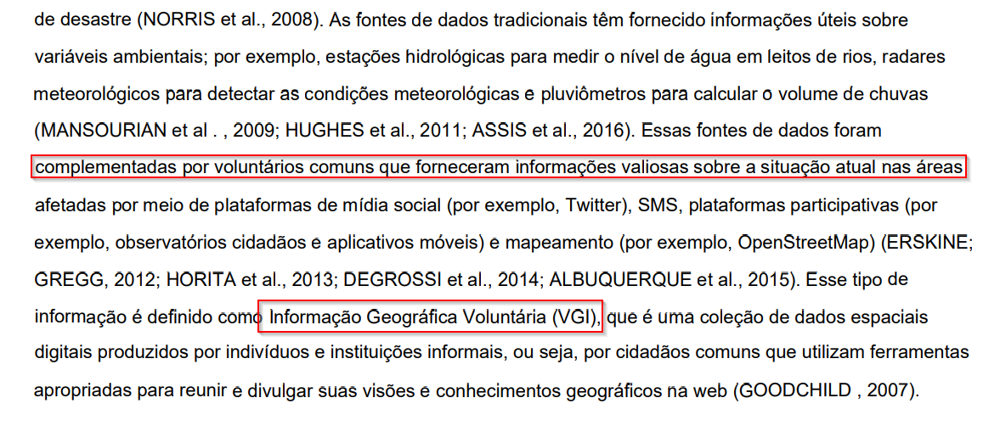 de desastre (NORRIS et al., 2008). As fontes de dados tradicionais têm fornecido informações úteis sobre
variáveis ambientais; por exemplo, estações hidrológicas para medir o nível de água em leitos de rios, radares
meteorológicos para detectar as condições meteorológicas e pluviômetros para calcular o volume de chuvas
(MANSOURIAN et al . , 2009; HUGHES et al., 2011; ASSIS et al., 2016). Essas fontes de dados foram
complementadas por voluntários comuns que forneceram informações valiosas sobre a situação atual nas áreas
afetadas por meio de plataformas de mídia social (por exemplo, Twitter), SMS, plataformas participativas (por
exemplo, observatórios cidadãos e aplicativos móveis) e mapeamento (por exemplo, OpenStreetMap) (ERSKINE;
GREGG, 2012; HORITA et al., 2013; DEGROSSI et al., 2014; ALBUQUERQUE et al., 2015). Esse tipo de
informação é definido como Informação Geográfica Voluntária (VGI), que é uma coleção de dados espaciais
digitais produzidos por indivíduos e instituições informais, ou seja, por cidadãos comuns que utilizam ferramentas
apropriadas para reunir e divulgar suas visões e conhecimentos geográficos na web (GOODCHILD , 2007).